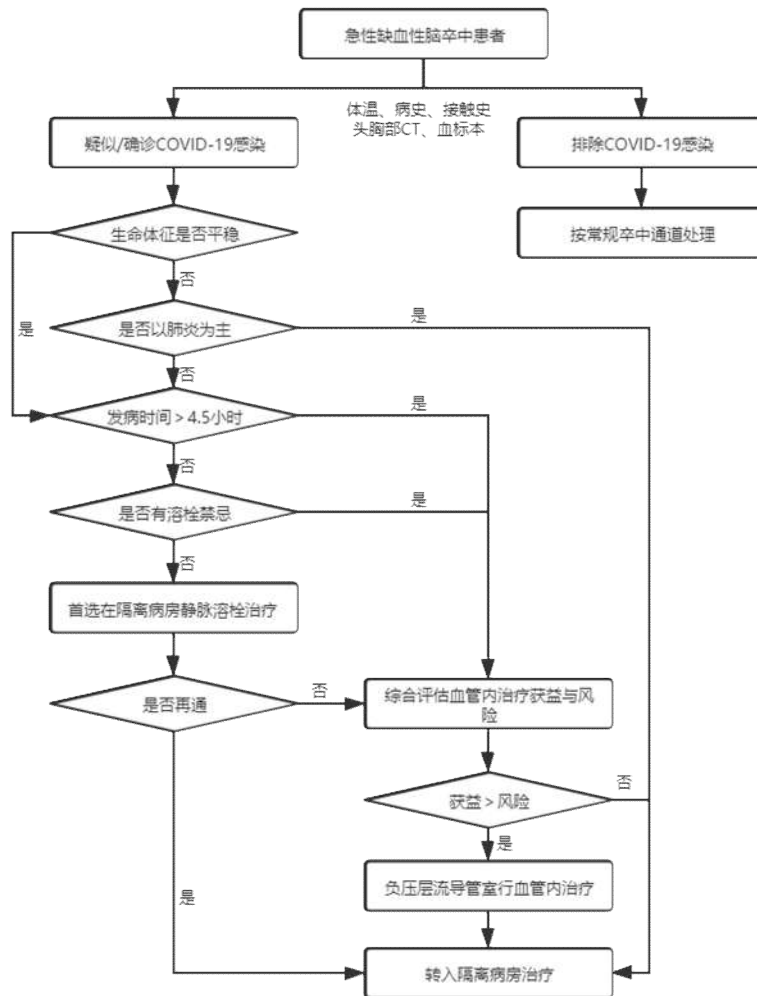 急性缺血性脑卒中患者
体温、病史、接触史
头胸部CT、血标本
疑似/确诊COVID-19感染
排除COVID-19感染
生命体征是否平稳
按常规卒中通道处理
否
是
是否以肺炎为主
是
否
发病时间 > 4.5小时
是
否
是否有溶栓禁忌
是
否
首选在隔离病房静脉溶栓治疗
是否再通
否
综合评估血管内治疗获益与风
险
获益 > 风险
否
是
负压层流导管室行血管内治疗
是
转入隔离病房治疗